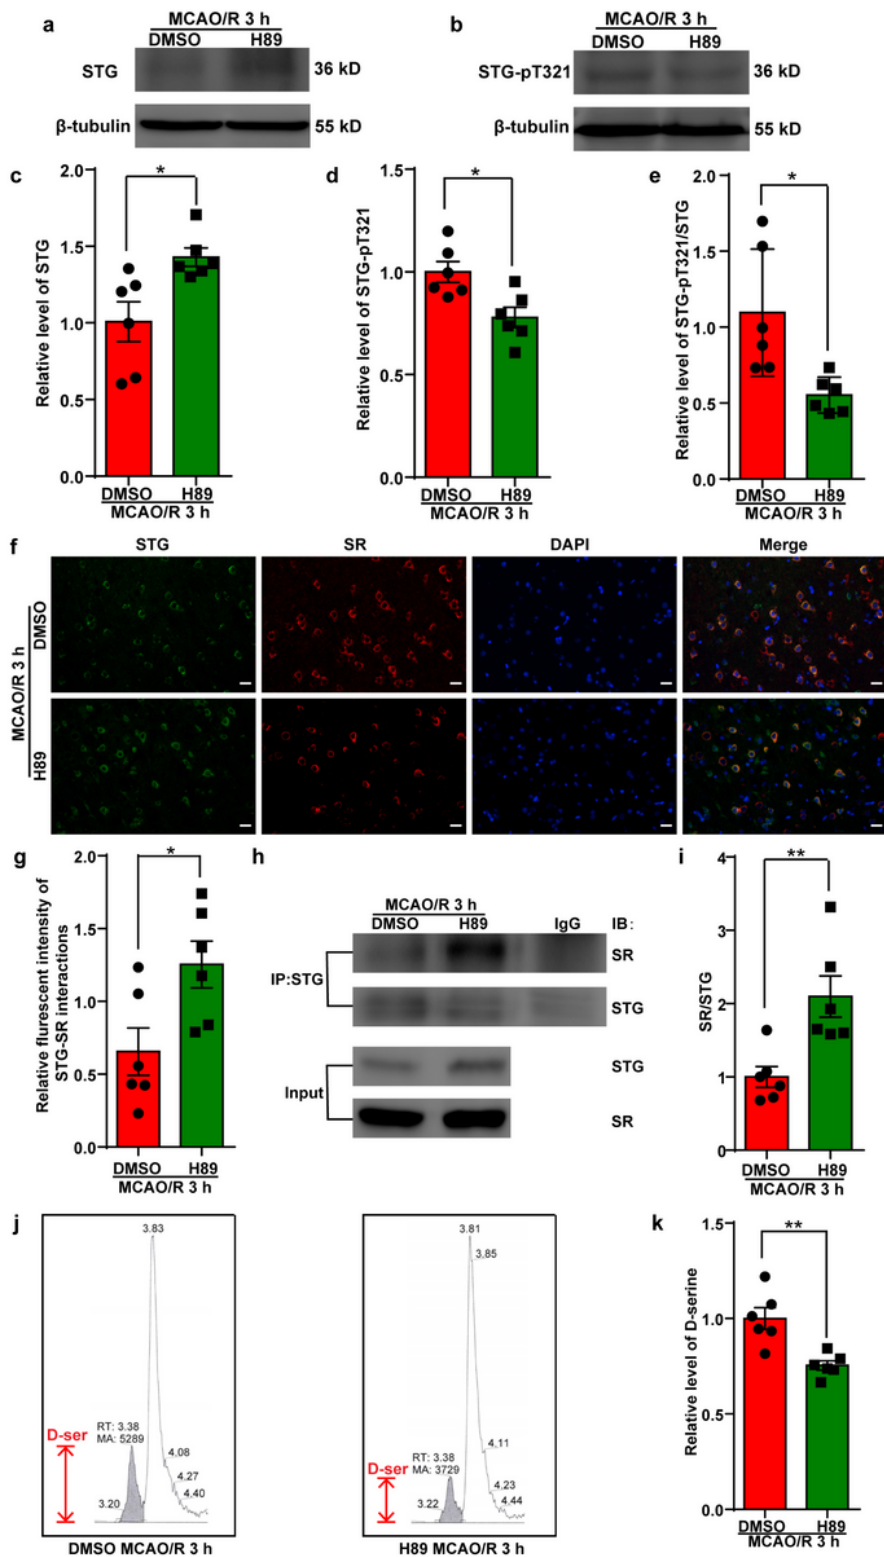 a
MCAO/R 3 h
DMSO H89
STG 36 kD
β-tubulin 55 kD
b
MCAO/R 3 h
DMSO H89
STG-pT321 36 kD
β-tubulin 55 kD
c
Relative level of STG
2.0
1.5
1.0
0.5
0.0
*
DMSO H89
MCAO/R 3 h
d
Relative level of STG-pT321
1.5
1.0
0.5
0.0
*
DMSO H89
MCAO/R 3 h
e
Relative level of STG-pT321/STG
2.0
1.5
1.0
0.5
0.0
*
DMSO H89
MCAO/R 3 h
f
STG SR DAPI Merge
MCAO/R 3 h
DMSO
H89
g
Relative flurescent intensity of
STG-SR interactions
2.0
1.5
1.0
0.5
0.0
*
DMSO H89
MCAO/R 3 h
h
MCAO/R 3 h
DMSO H89 IgG IB:
IP:STG
SR
STG
Input
STG
SR
i
SR/STG
4
3
2
1
0
**
DMSO H89
MCAO/R 3 h
j
3.83
D-ser
RT: 3.38
MA: 5289
4.08
4.27
4.40
3.20
DMSO MCAO/R 3 h
3.81
3.85
D-ser
RT: 3.38
MA: 3729
4.11
4.23
4.44
3.22
H89 MCAO/R 3 h
k
Relative level of D-serine
1.5
1.0
0.5
0.0
**
DMSO H89
MCAO/R 3 h